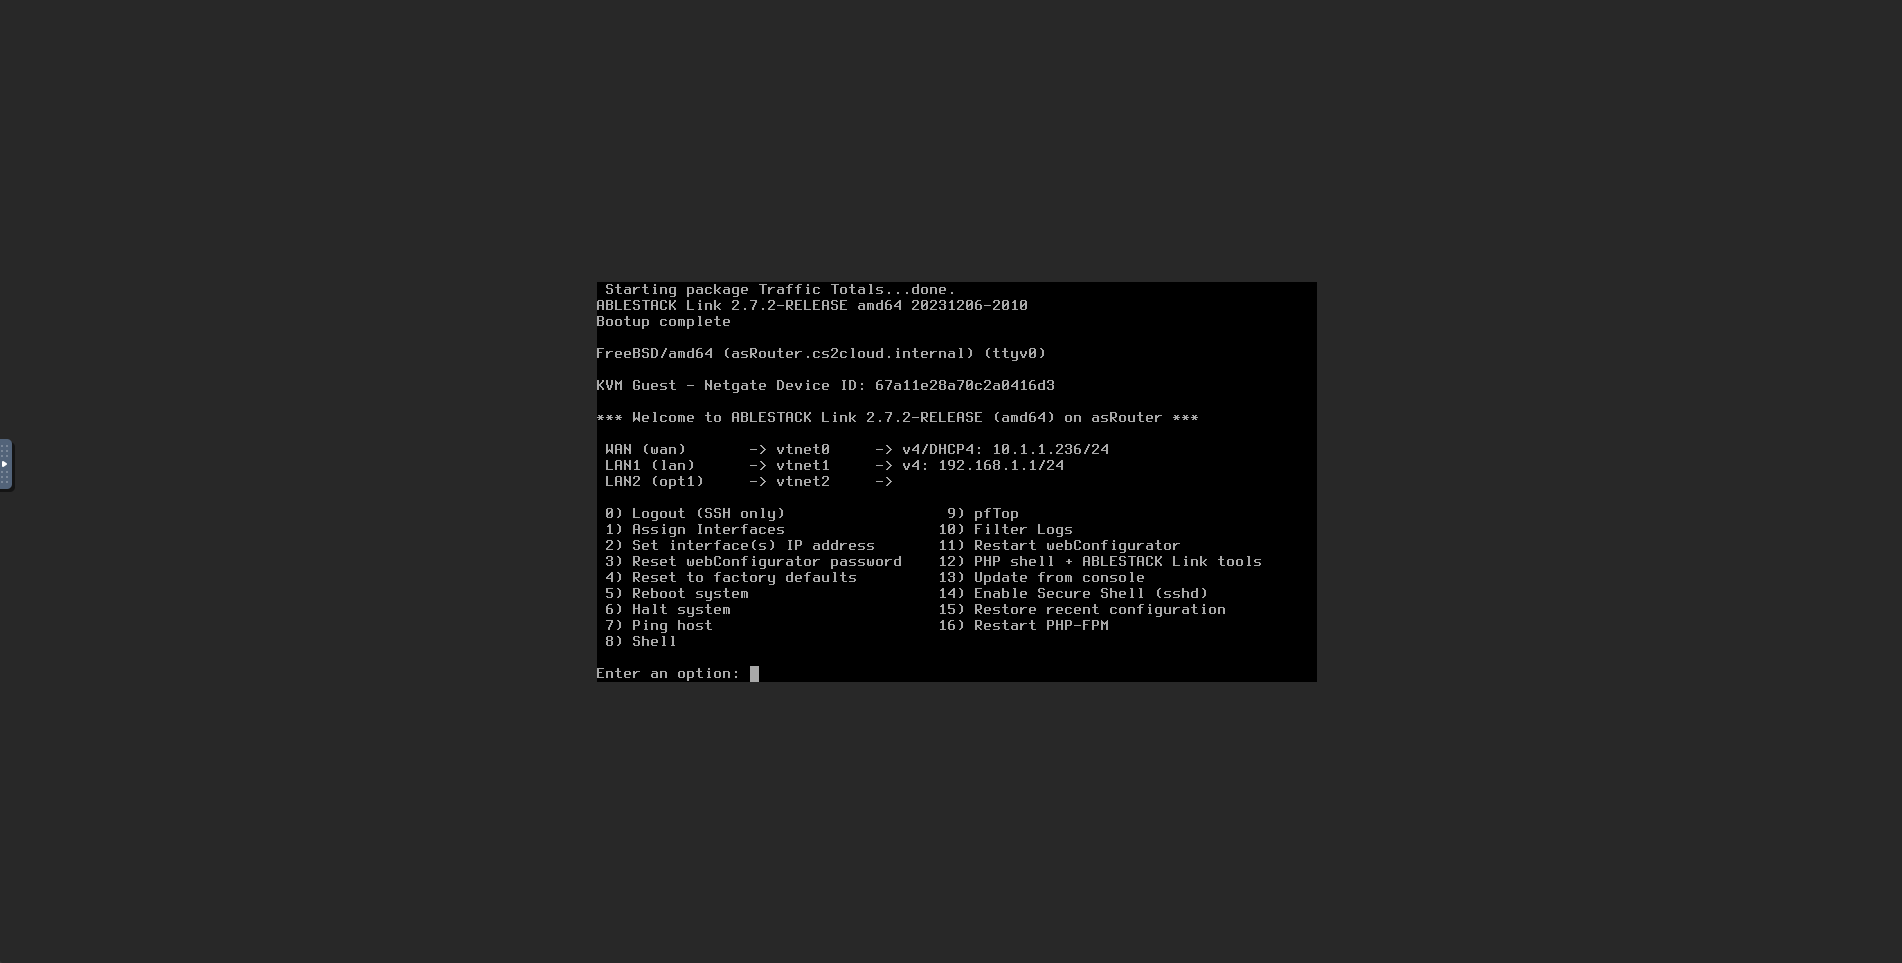 Starting package Traffic Totals...done.
ABLESTACK Link 2.7.2-RELEASE amd64 20231206-2010
Bootup complete
FreeBSD/amd64 (asRouter.cs2cloud.internal) (ttyv0)
KVM Guest - Netgate Device ID: 67a11e28a70c2a0416d3
*** Welcome to ABLESTACK Link 2.7.2-RELEASE (amd64) on asRouter ***
WAN (wan)       -> vtnet0     -> v4/DHCP4: 10.1.1.236/24
LAN1 (lan)      -> vtnet1     -> v4: 192.168.1.1/24
LAN2 (opt1)     -> vtnet2     ->
0) Logout (SSH only)                  9) pfTop
1) Assign Interfaces                 10) Filter Logs
2) Set interface(s) IP address       11) Restart webConfigurator
3) Reset webConfigurator password    12) PHP shell + ABLESTACK Link tools
4) Reset to factory defaults         13) Update from console
5) Reboot system                     14) Enable Secure Shell (sshd)
6) Halt system                       15) Restore recent configuration
7) Ping host                         16) Restart PHP-FPM
8) Shell
Enter an option: